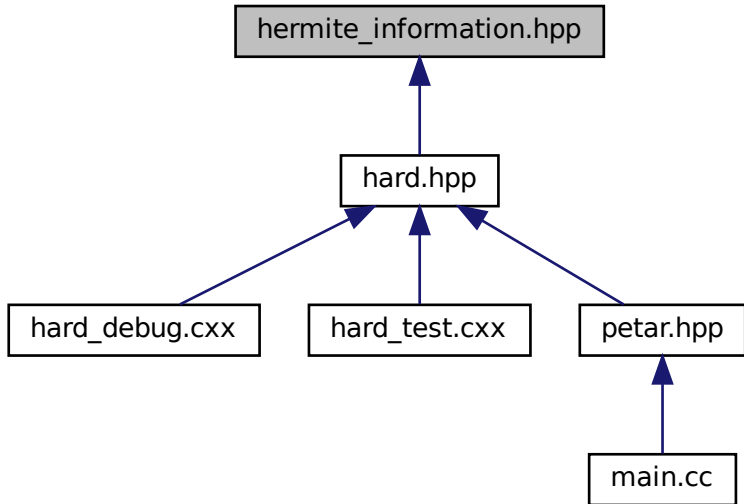 hermite_information.hpp
hard.hpp
hard_debug.cxx
hard_test.cxx
petar.hpp
main.cc